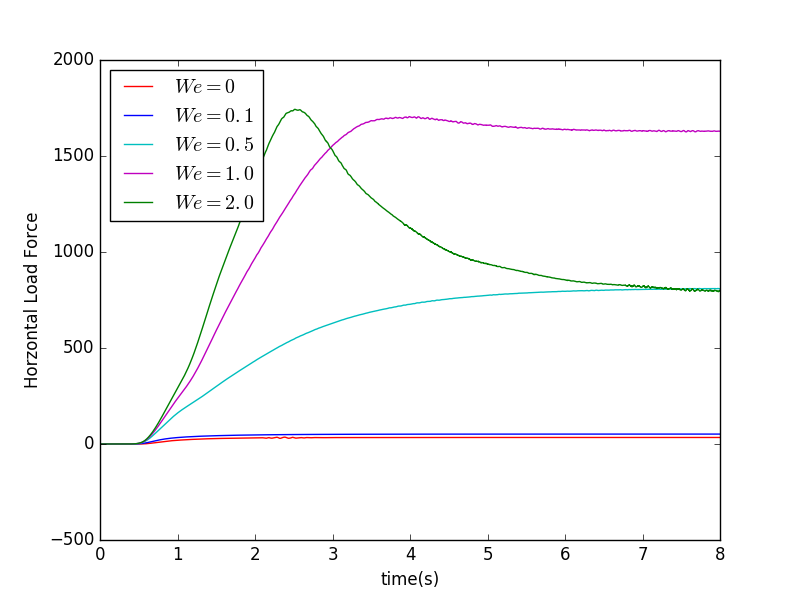 2000
1500
1000
500
0
−500
Horzontal Load Force
We = 0
We = 0.1
We = 0.5
We = 1.0
We = 2.0
0 1 2 3 4 5 6 7 8
time(s)